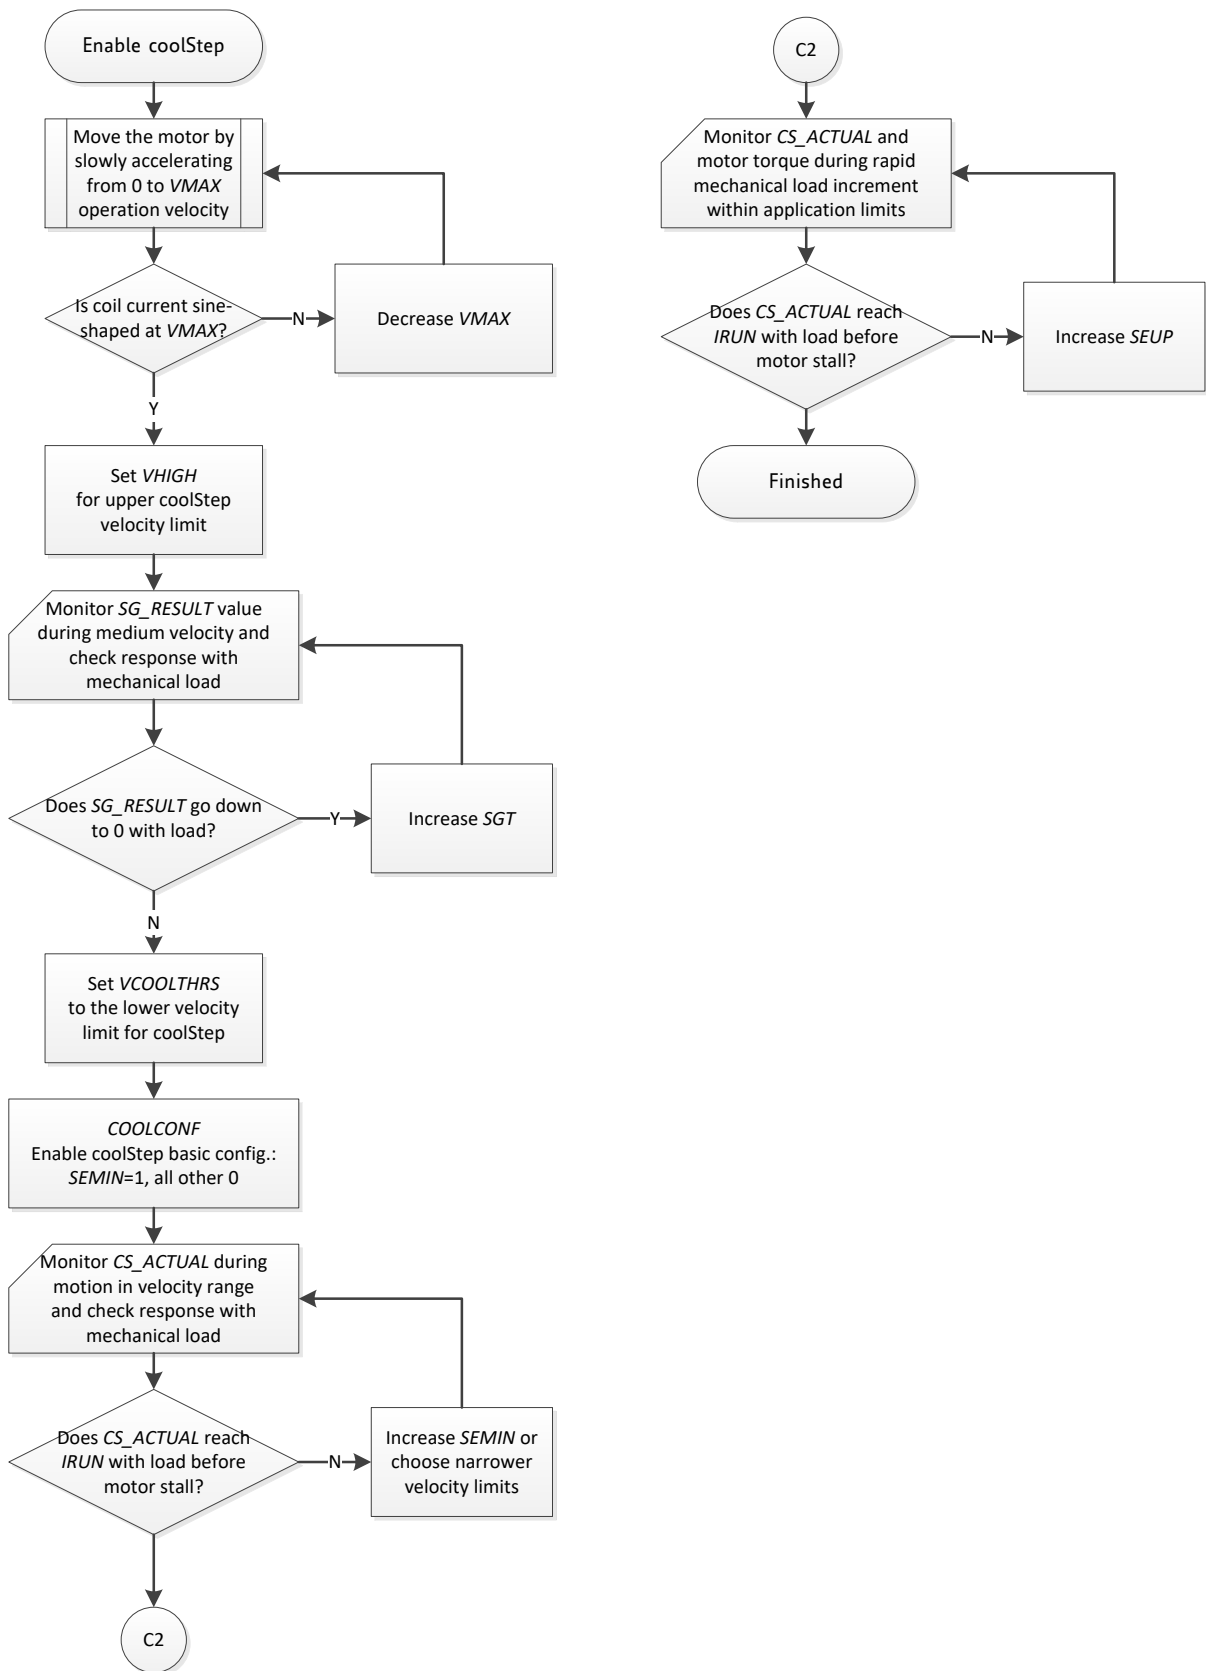 Enable coolStep
Move the motor by
slowly accelerating
from 0 to VMAX
operation velocity
Is coil current sine-
shaped at VMAX?
N
Decrease VMAX
Y
Set VHIGH
for upper coolStep
velocity limit
Monitor SG_RESULT value
during medium velocity and
check response with
mechanical load
Does SG_RESULT go down
to 0 with load?
Y
Increase SGT
N
Set VCOOLTHRS
to the lower velocity
limit for coolStep
COOLCONF
Enable coolStep basic config.:
SEMIN=1, all other 0
Monitor CS_ACTUAL during
motion in velocity range
and check response with
mechanical load
Does CS_ACTUAL reach
IRUN with load before
motor stall?
N
Increase SEMIN or
choose narrower
velocity limits
C2
C2
Monitor CS_ACTUAL and
motor torque during rapid
mechanical load increment
within application limits
Does CS_ACTUAL reach
IRUN with load before
motor stall?
N
Increase SEUP
Finished